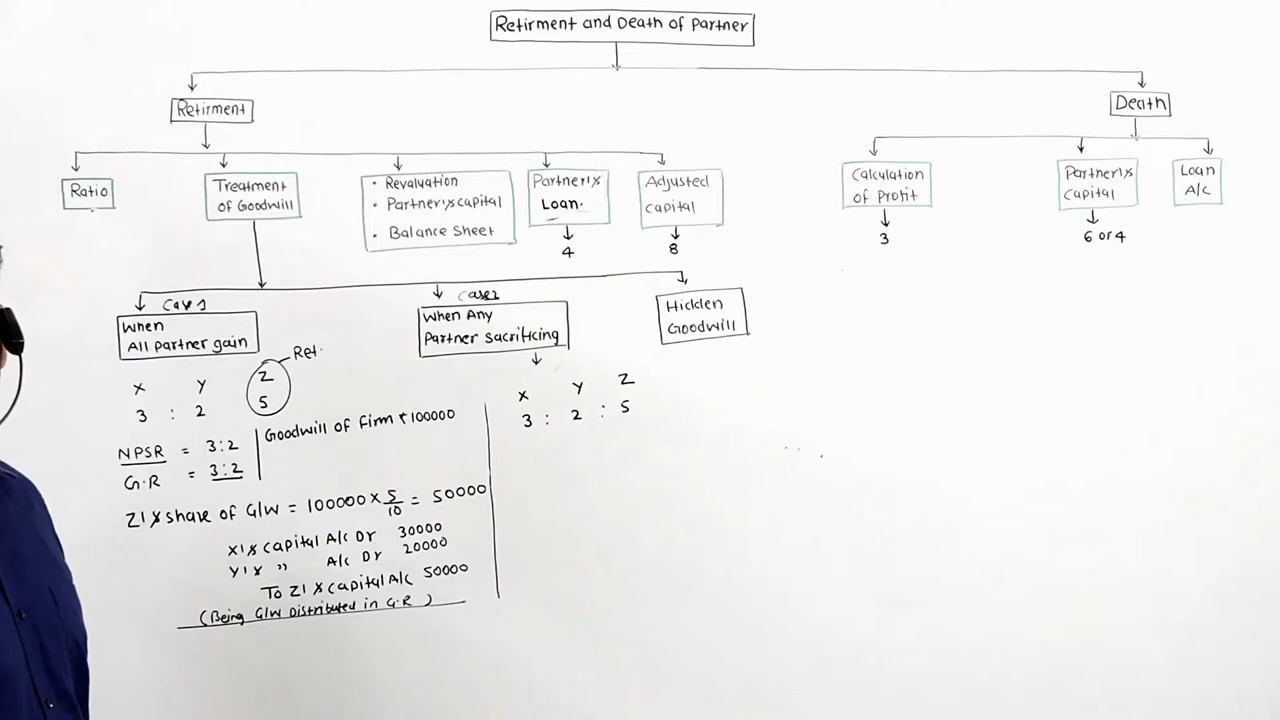 Retirment and Death of Partner
Retirment
Death
Ratio
Treatment
of Goodwill
• Revaluation
• Partner's capital
• Balance Sheet
Partner's
Loan.
4
Adjusted
capital
8
Calculation
of Profit
3
Partner's
capital
6 or 4
Loan
A/c
Case 1
When
All partner gain
Case 2
When Any
Partner sacrificing
Hidden
Goodwill
Ret.
X Y Z
3 : 2 5
NPSR = 3:2
G.R = 3:2
Goodwill of Firm ₹ 100000
Z's share of G/W = 100000 × 5/10 = 50000
X's capital A/c Dr 30000
Y's " A/c Dr 20000
To Z's capital A/c 50000
(Being G/W Distributed in G.R)
X Y Z
3 : 2 : 5